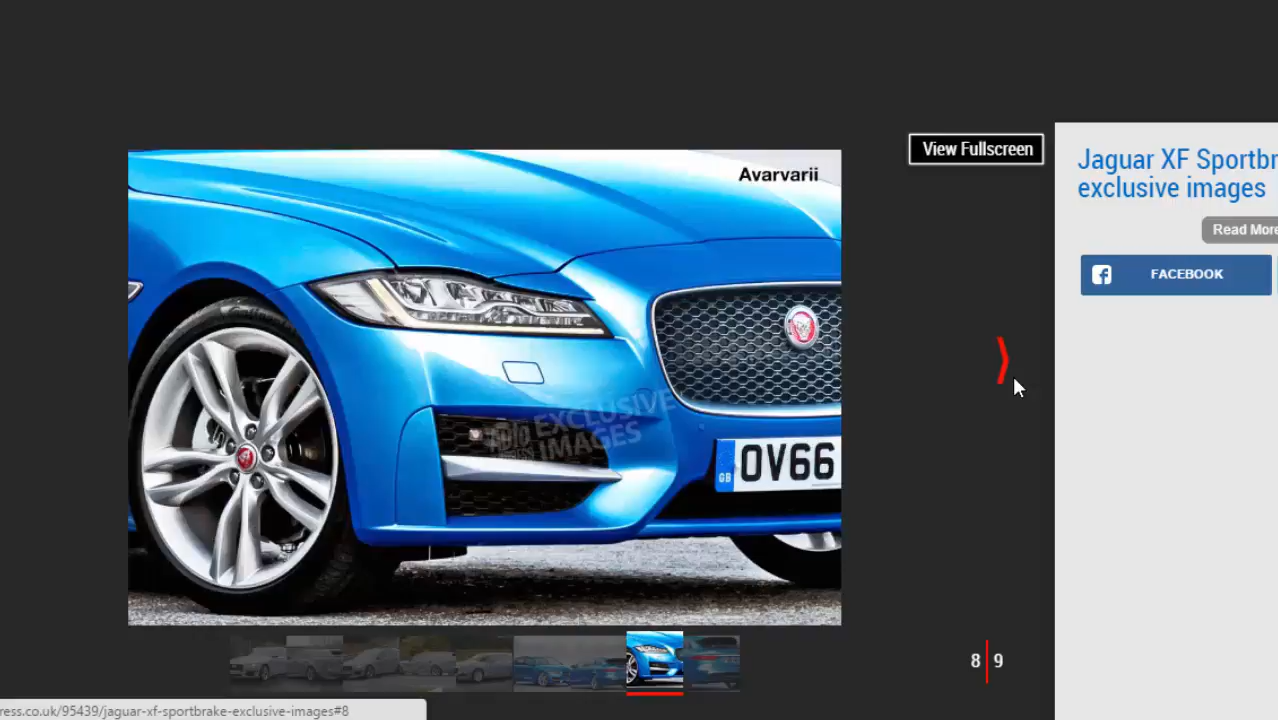 Avarvarii
View Fullscreen
Jaguar XF Sportbr
exclusive images
Read More
FACEBOOK
EXCLUSIVE
IMAGES
GB OV66
8 9
ress.co.uk/95439/jaguar-xf-sportbrake-exclusive-images#8